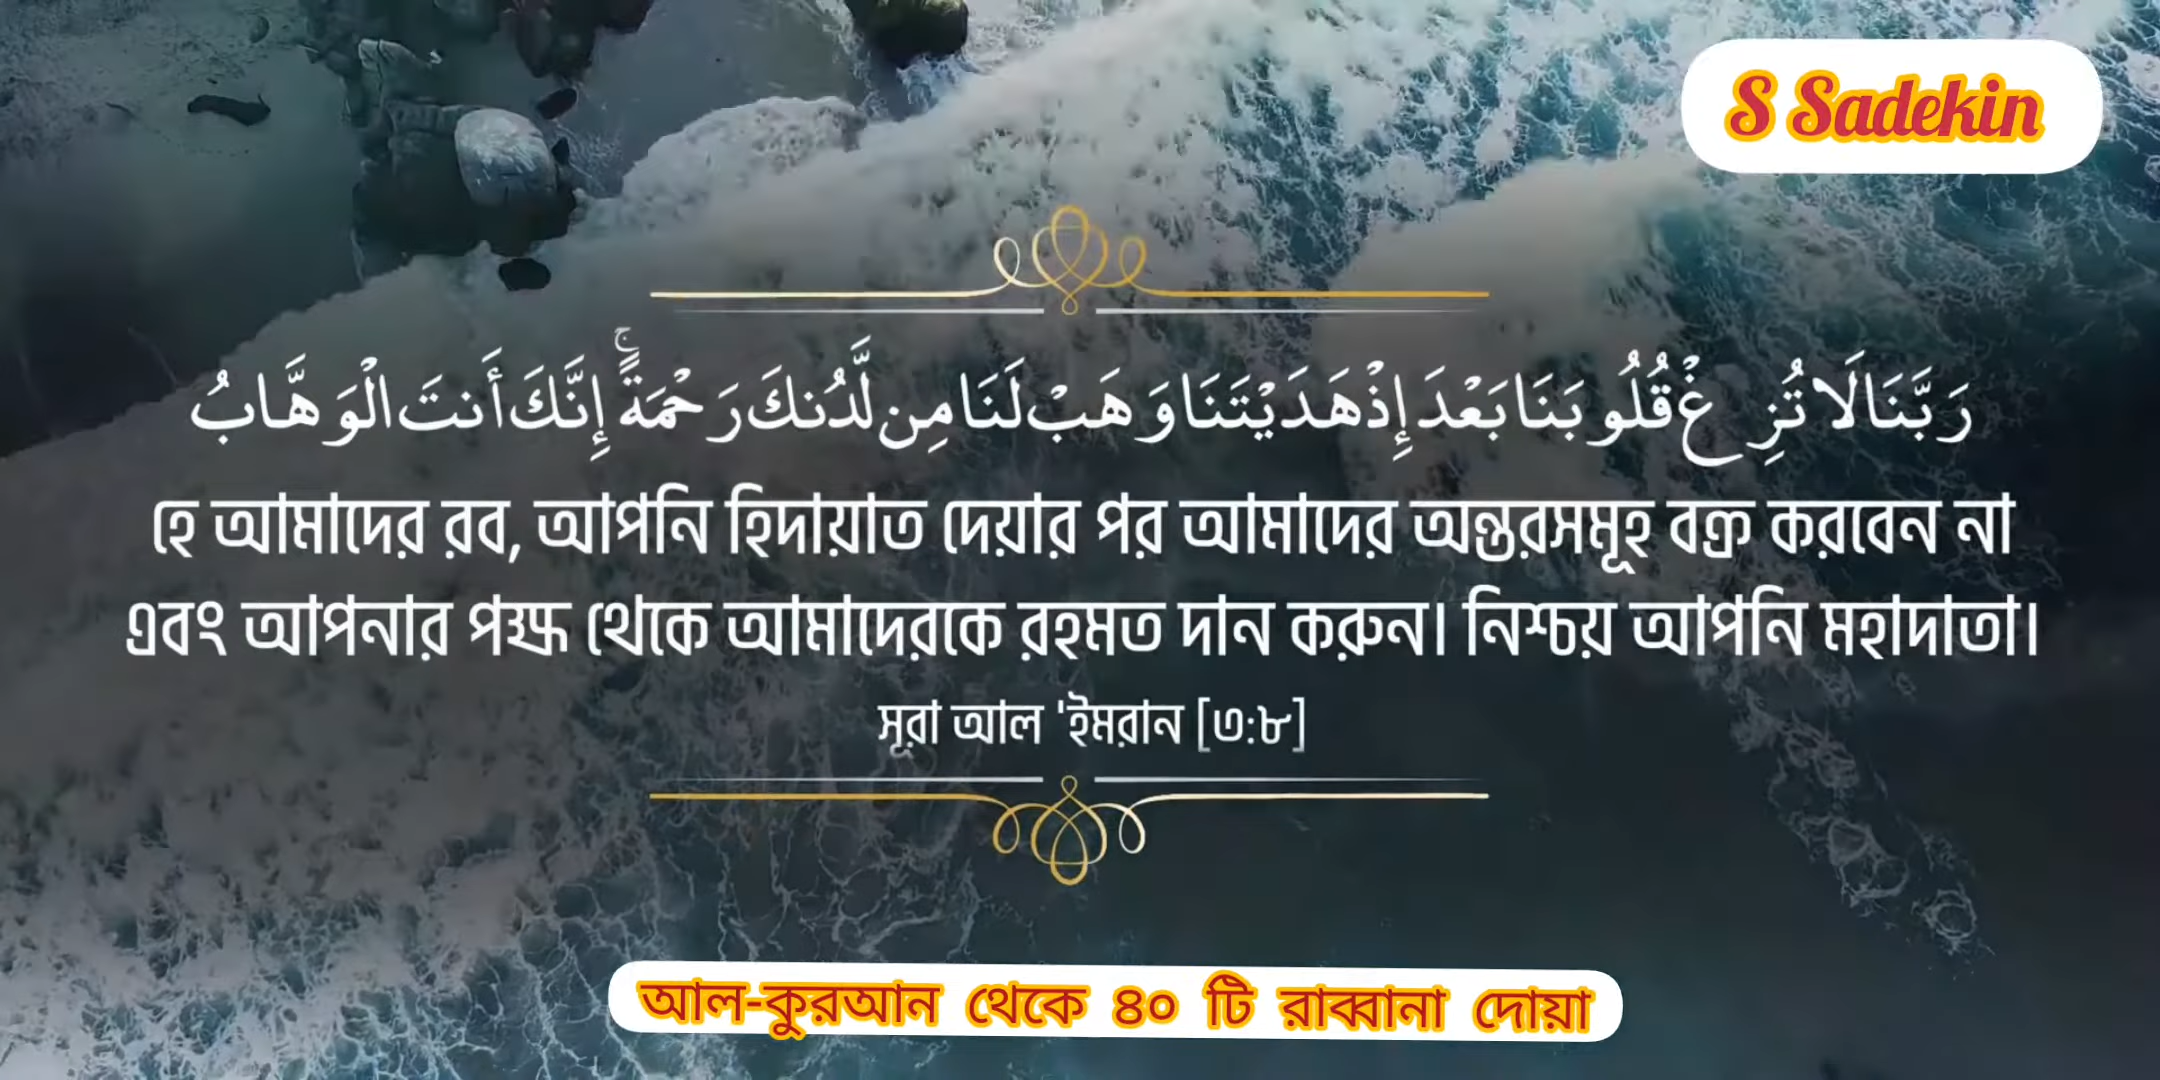 S Sadekin
رَبَّنَا لَا تُزِغْ قُلُوبَنَا بَعْدَ إِذْ هَدَيْتَنَا وَهَبْ لَنَا مِن لَّدُنكَ رَحْمَةً ۚ إِنَّكَ أَنتَ الْوَهَّابُ
হে আমাদের রব, আপনি হিদায়াত দেয়ার পর আমাদের অন্তরসমূহ বক্র করবেন না
এবং আপনার পক্ষ থেকে আমাদেরকে রহমত দান করুন। নিশ্চয় আপনি মহাদাতা।
সূরা আল 'ইমরান [৩:৮]
আল-কুরআন থেকে ৪০ টি রাব্বানা দোয়া